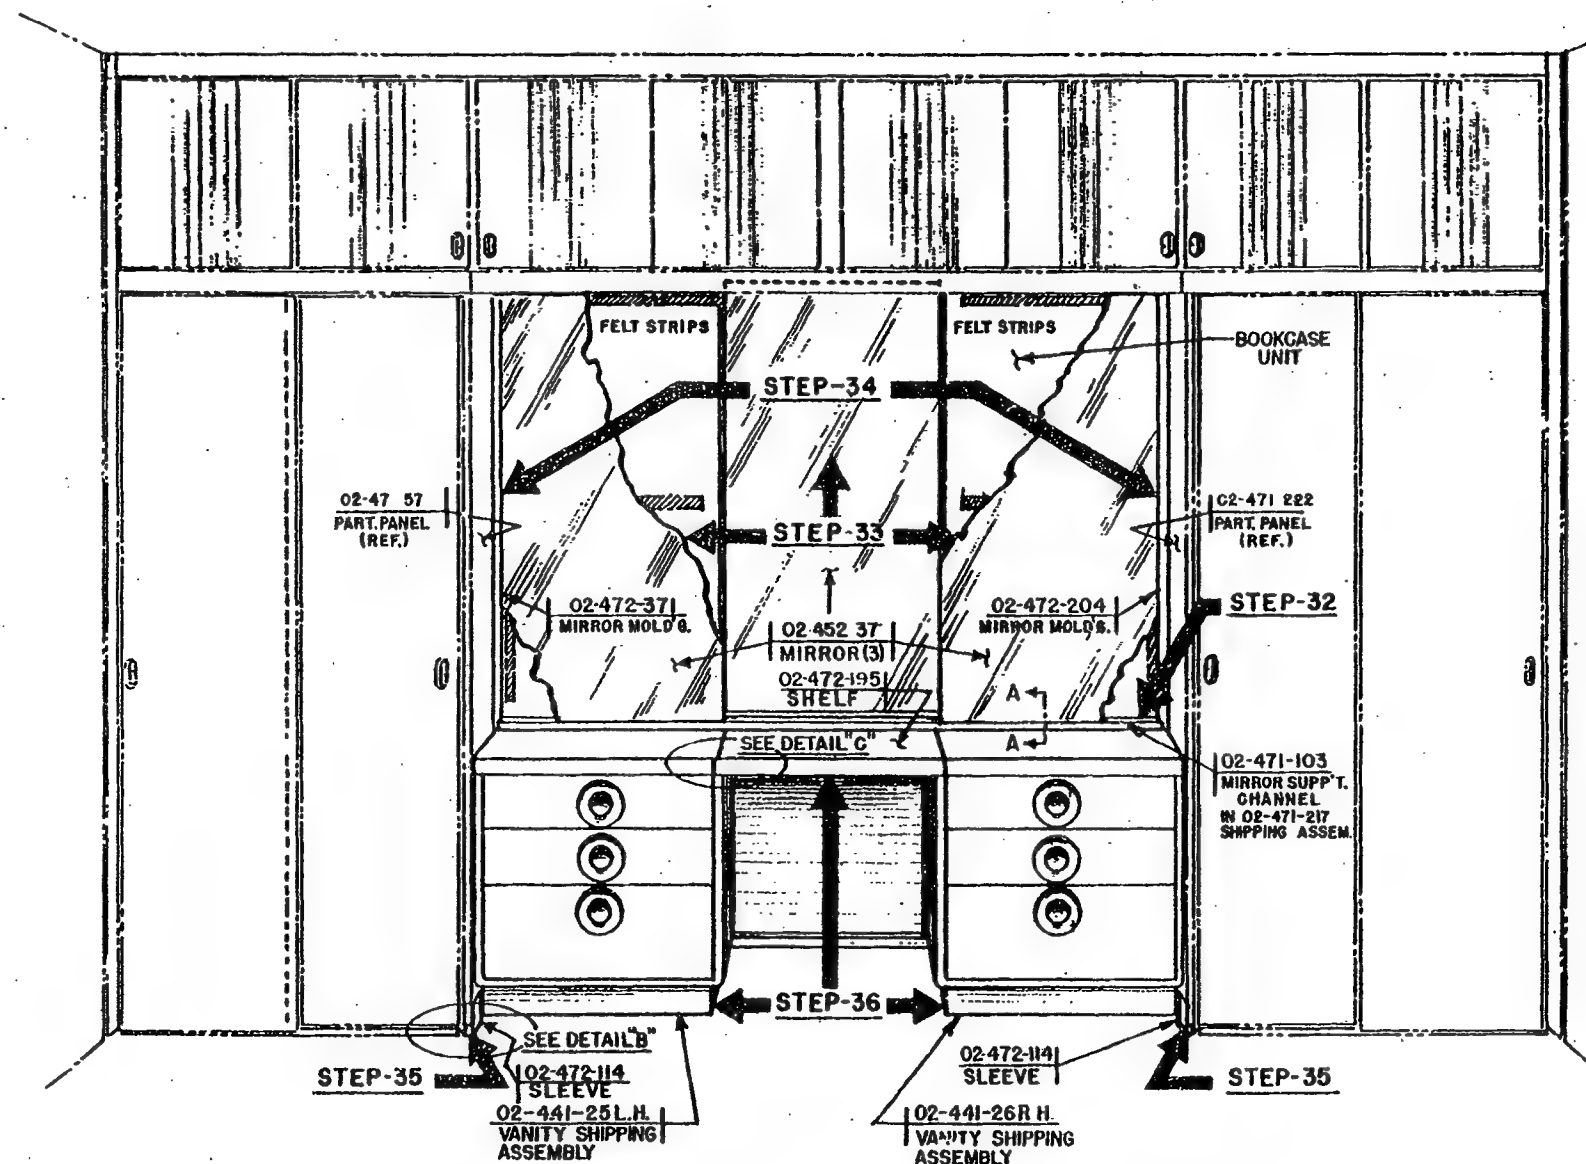 FELT STRIPS
FELT STRIPS
BOOKCASE
UNIT
STEP-34
02-47 57
PART. PANEL
(REF.)
STEP-33
02-471 222
PART. PANEL
(REF.)
02-472-37
MIRROR MOLD'G.
02-472-204
MIRROR MOLD'G.
STEP-32
02-452 37
MIRROR (3)
02-472-195
SHELF
A
A
SEE DETAIL "C"
02-471-103
MIRROR SUPP'T.
CHANNEL
IN 02-471-217
SHIPPING ASSEM.
STEP-36
SEE DETAIL "B"
STEP-35
02-472-114
SLEEVE
02-472-114
SLEEVE
STEP-35
02-441-25 L.H.
VANITY SHIPPING
ASSEMBLY
02-441-26 R H.
VANITY SHIPPING
ASSEMBLY